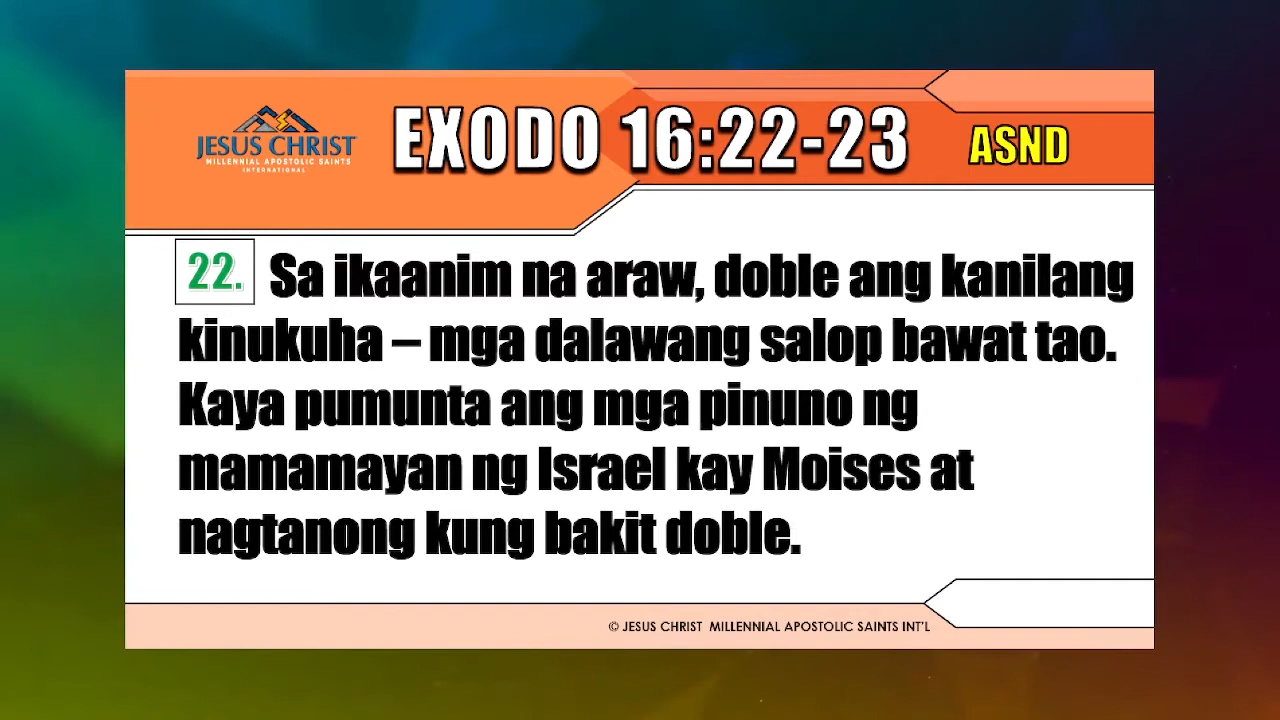 JESUS CHRIST
MILLENNIAL APOSTOLIC SAINTS
INTERNATIONAL
EXODO 16:22-23
ASND
22. Sa ikaanim na araw, doble ang kanilang
kinukuha – mga dalawang salop bawat tao.
Kaya pumunta ang mga pinuno ng
mamamayan ng Israel kay Moises at
nagtanong kung bakit doble.
© JESUS CHRIST MILLENNIAL APOSTOLIC SAINTS INT'L